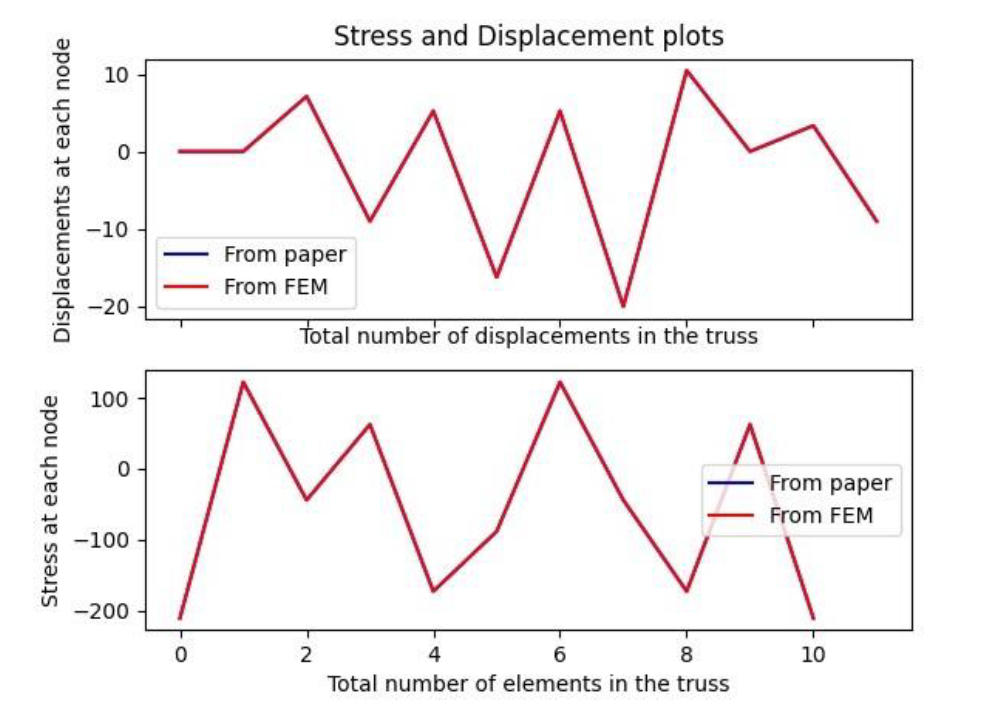 Stress and Displacement plots
Displacements at each node
10
0
−10
−20
From paper
From FEM
Total number of displacements in the truss
Stress at each node
100
0
−100
−200
From paper
From FEM
0 2 4 6 8 10
Total number of elements in the truss